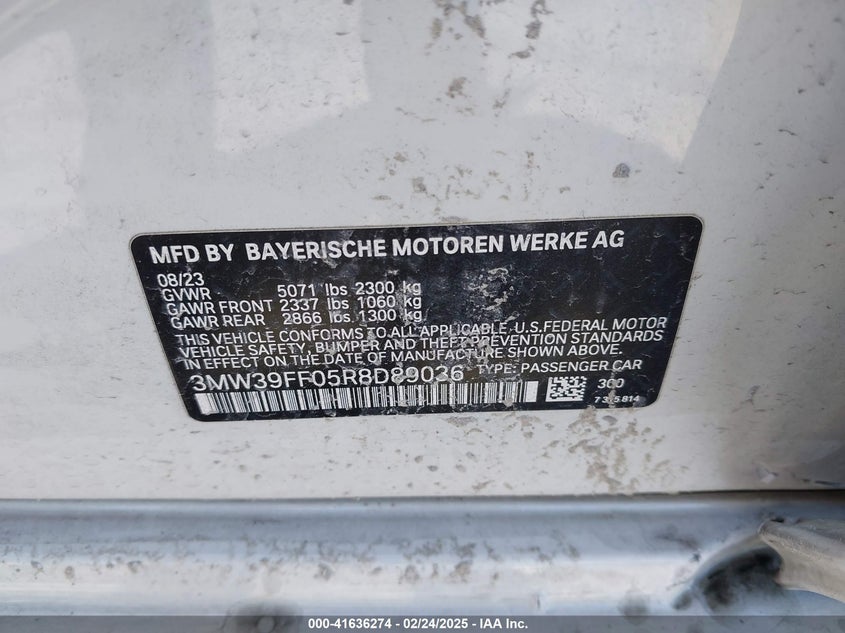 MFD BY BAYERISCHE MOTOREN WERKE AG
08/23
GVWR 5071 lbs 2300 kg
GAWR FRONT 2337 lbs 1060 kg
GAWR REAR 2866 lbs 1300 kg
THIS VEHICLE CONFORMS TO ALL APPLICABLE U.S. FEDERAL MOTOR
VEHICLE SAFETY, BUMPER AND THEFT PREVENTION STANDARDS
IN EFFECT ON THE DATE OF MANUFACTURE SHOWN ABOVE.
3MW39FF05R8D89036 TYPE: PASSENGER CAR
300
000-41636274 - 02/24/2025 - IAA Inc.